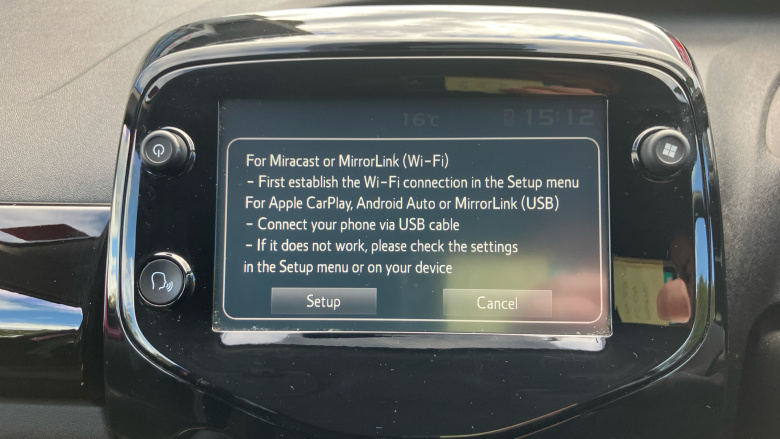 16°C 15:12
For Miracast or MirrorLink (Wi-Fi)
- First establish the Wi-Fi connection in the Setup menu
For Apple CarPlay, Android Auto or MirrorLink (USB)
- Connect your phone via USB cable
- If it does not work, please check the settings
in the Setup menu or on your device
Setup Cancel